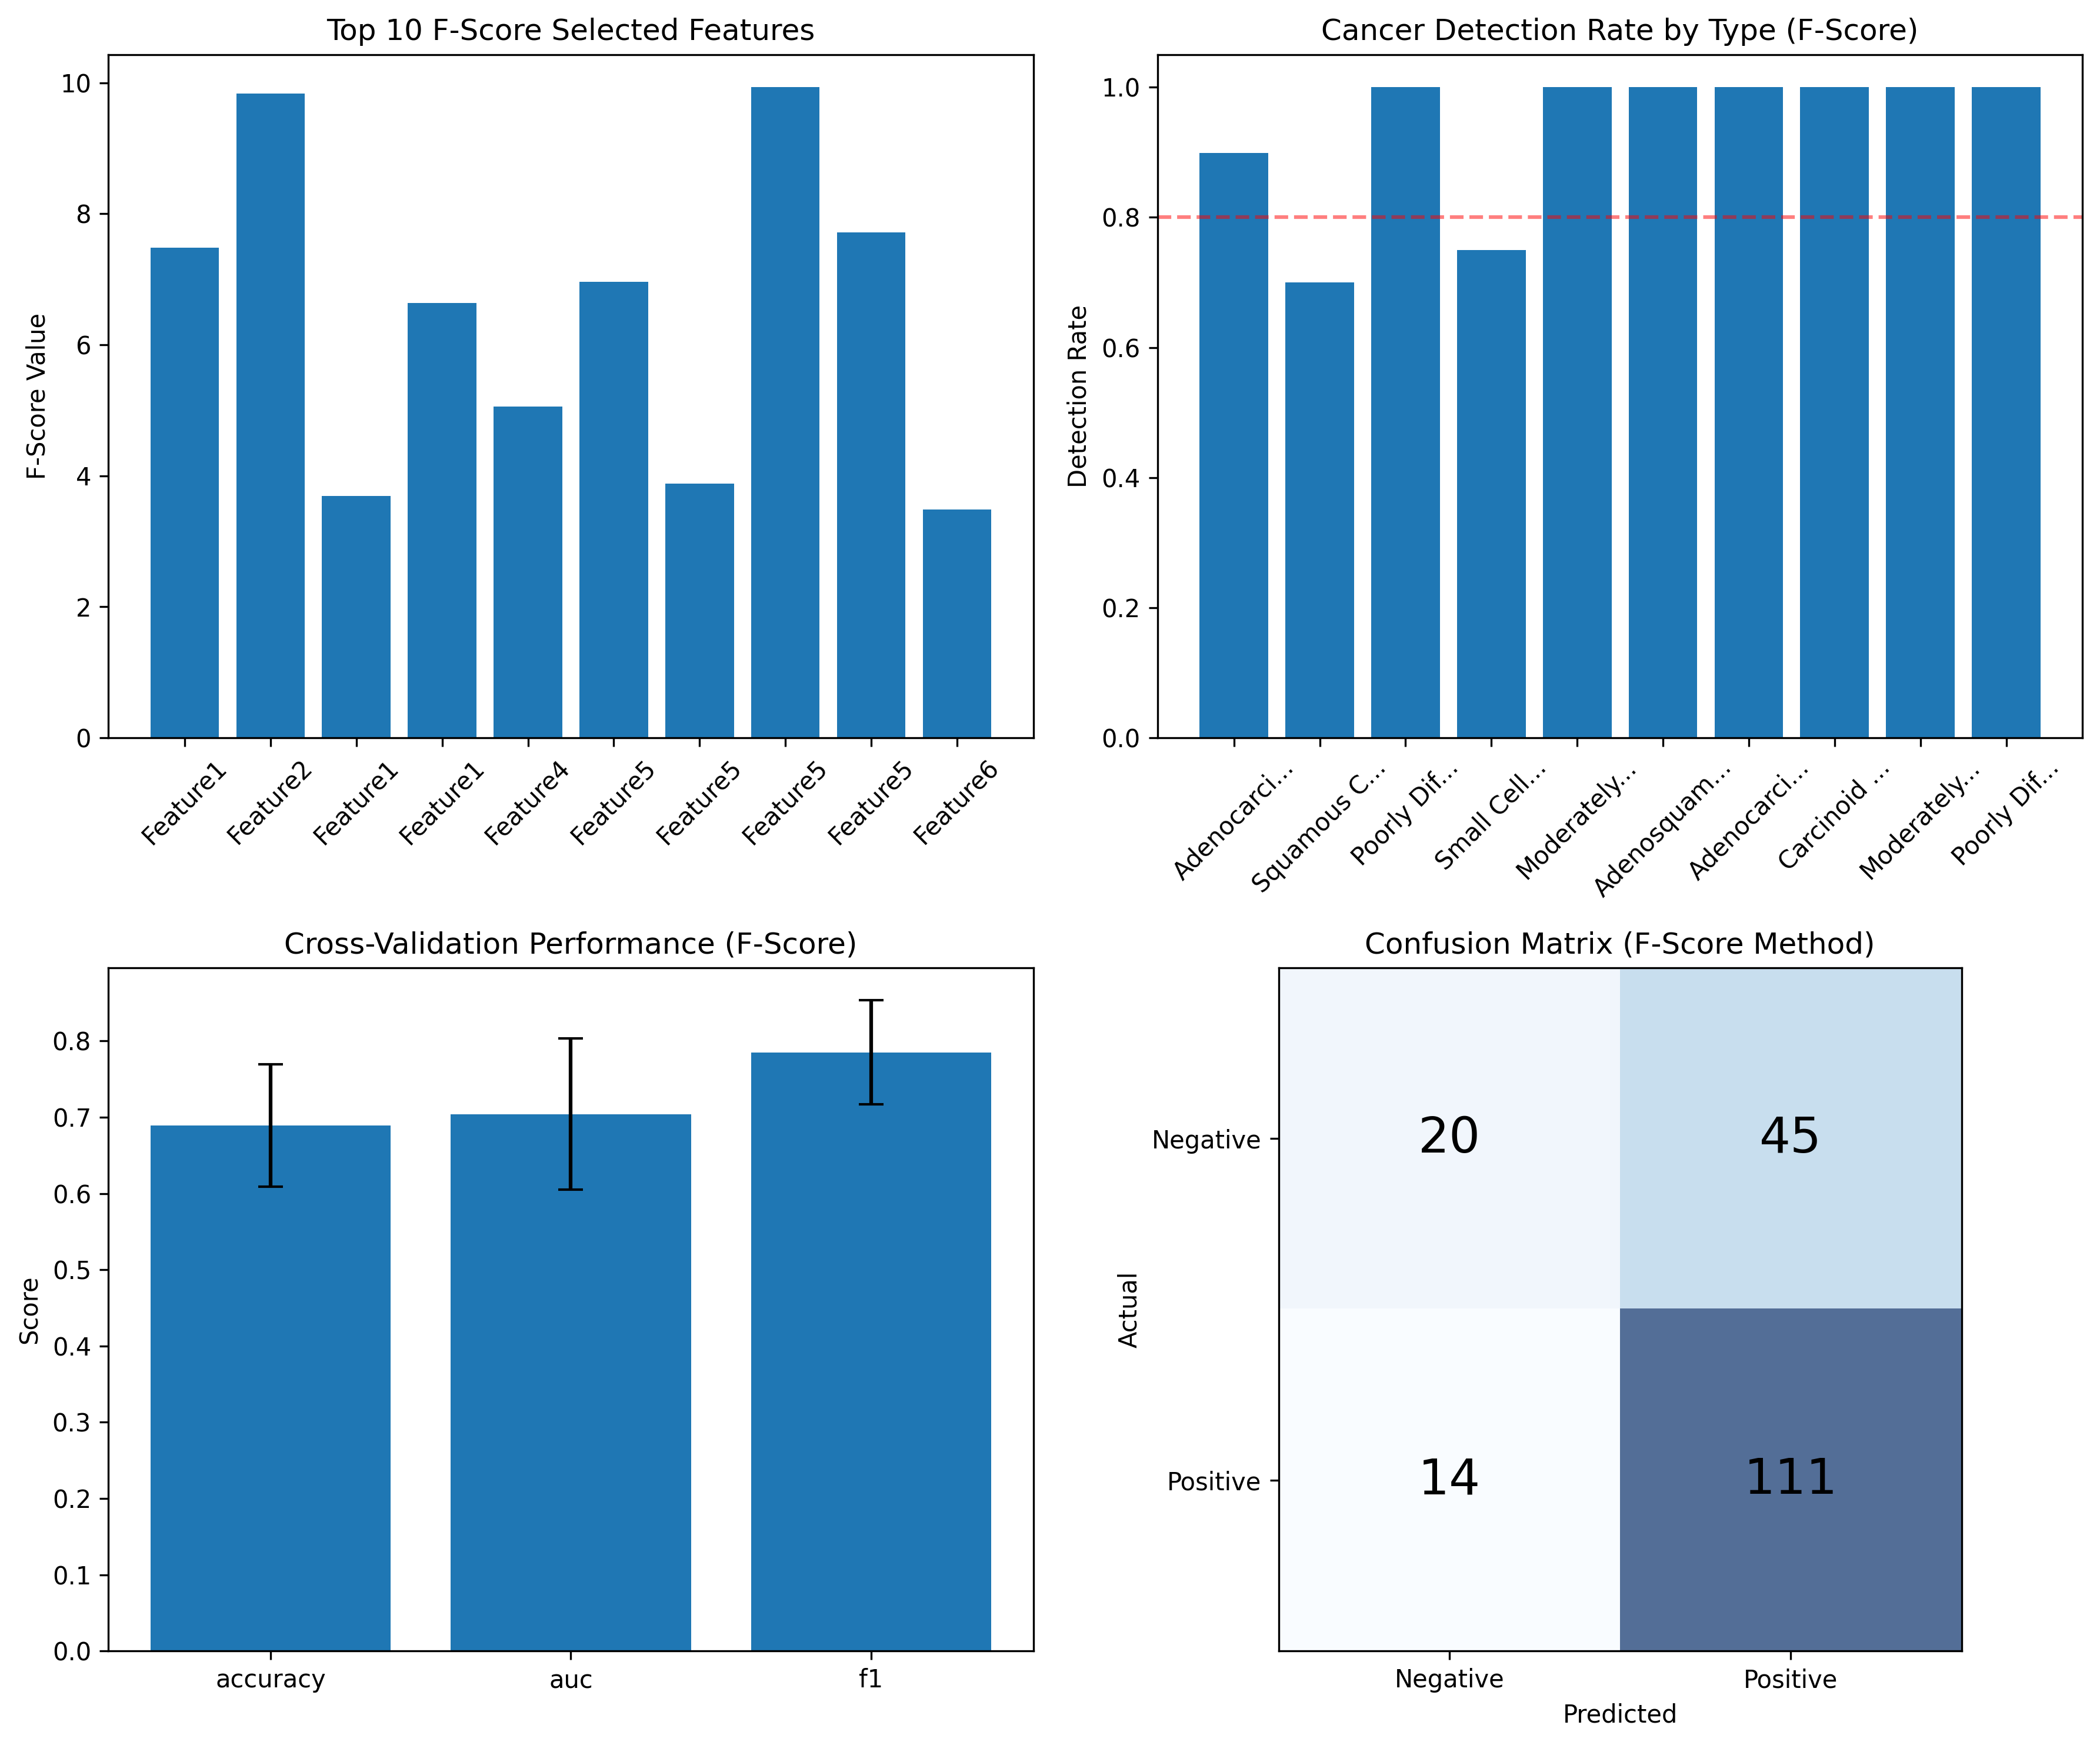 Top 10 F-Score Selected Features
F-Score Value
10
8
6
4
2
0
Feature1
Feature2
Feature1
Feature1
Feature4
Feature5
Feature5
Feature5
Feature5
Feature6
Cancer Detection Rate by Type (F-Score)
Detection Rate
1.0
0.8
0.6
0.4
0.2
0.0
Adenocarci...
Squamous C...
Poorly Dif...
Small Cell...
Moderately...
Adenosquam...
Adenocarci...
Carcinoid ...
Moderately...
Poorly Dif...
Cross-Validation Performance (F-Score)
Score
0.8
0.7
0.6
0.5
0.4
0.3
0.2
0.1
0.0
accuracy
auc
f1
Confusion Matrix (F-Score Method)
Actual
Negative
20
45
Positive
14
111
Negative
Positive
Predicted